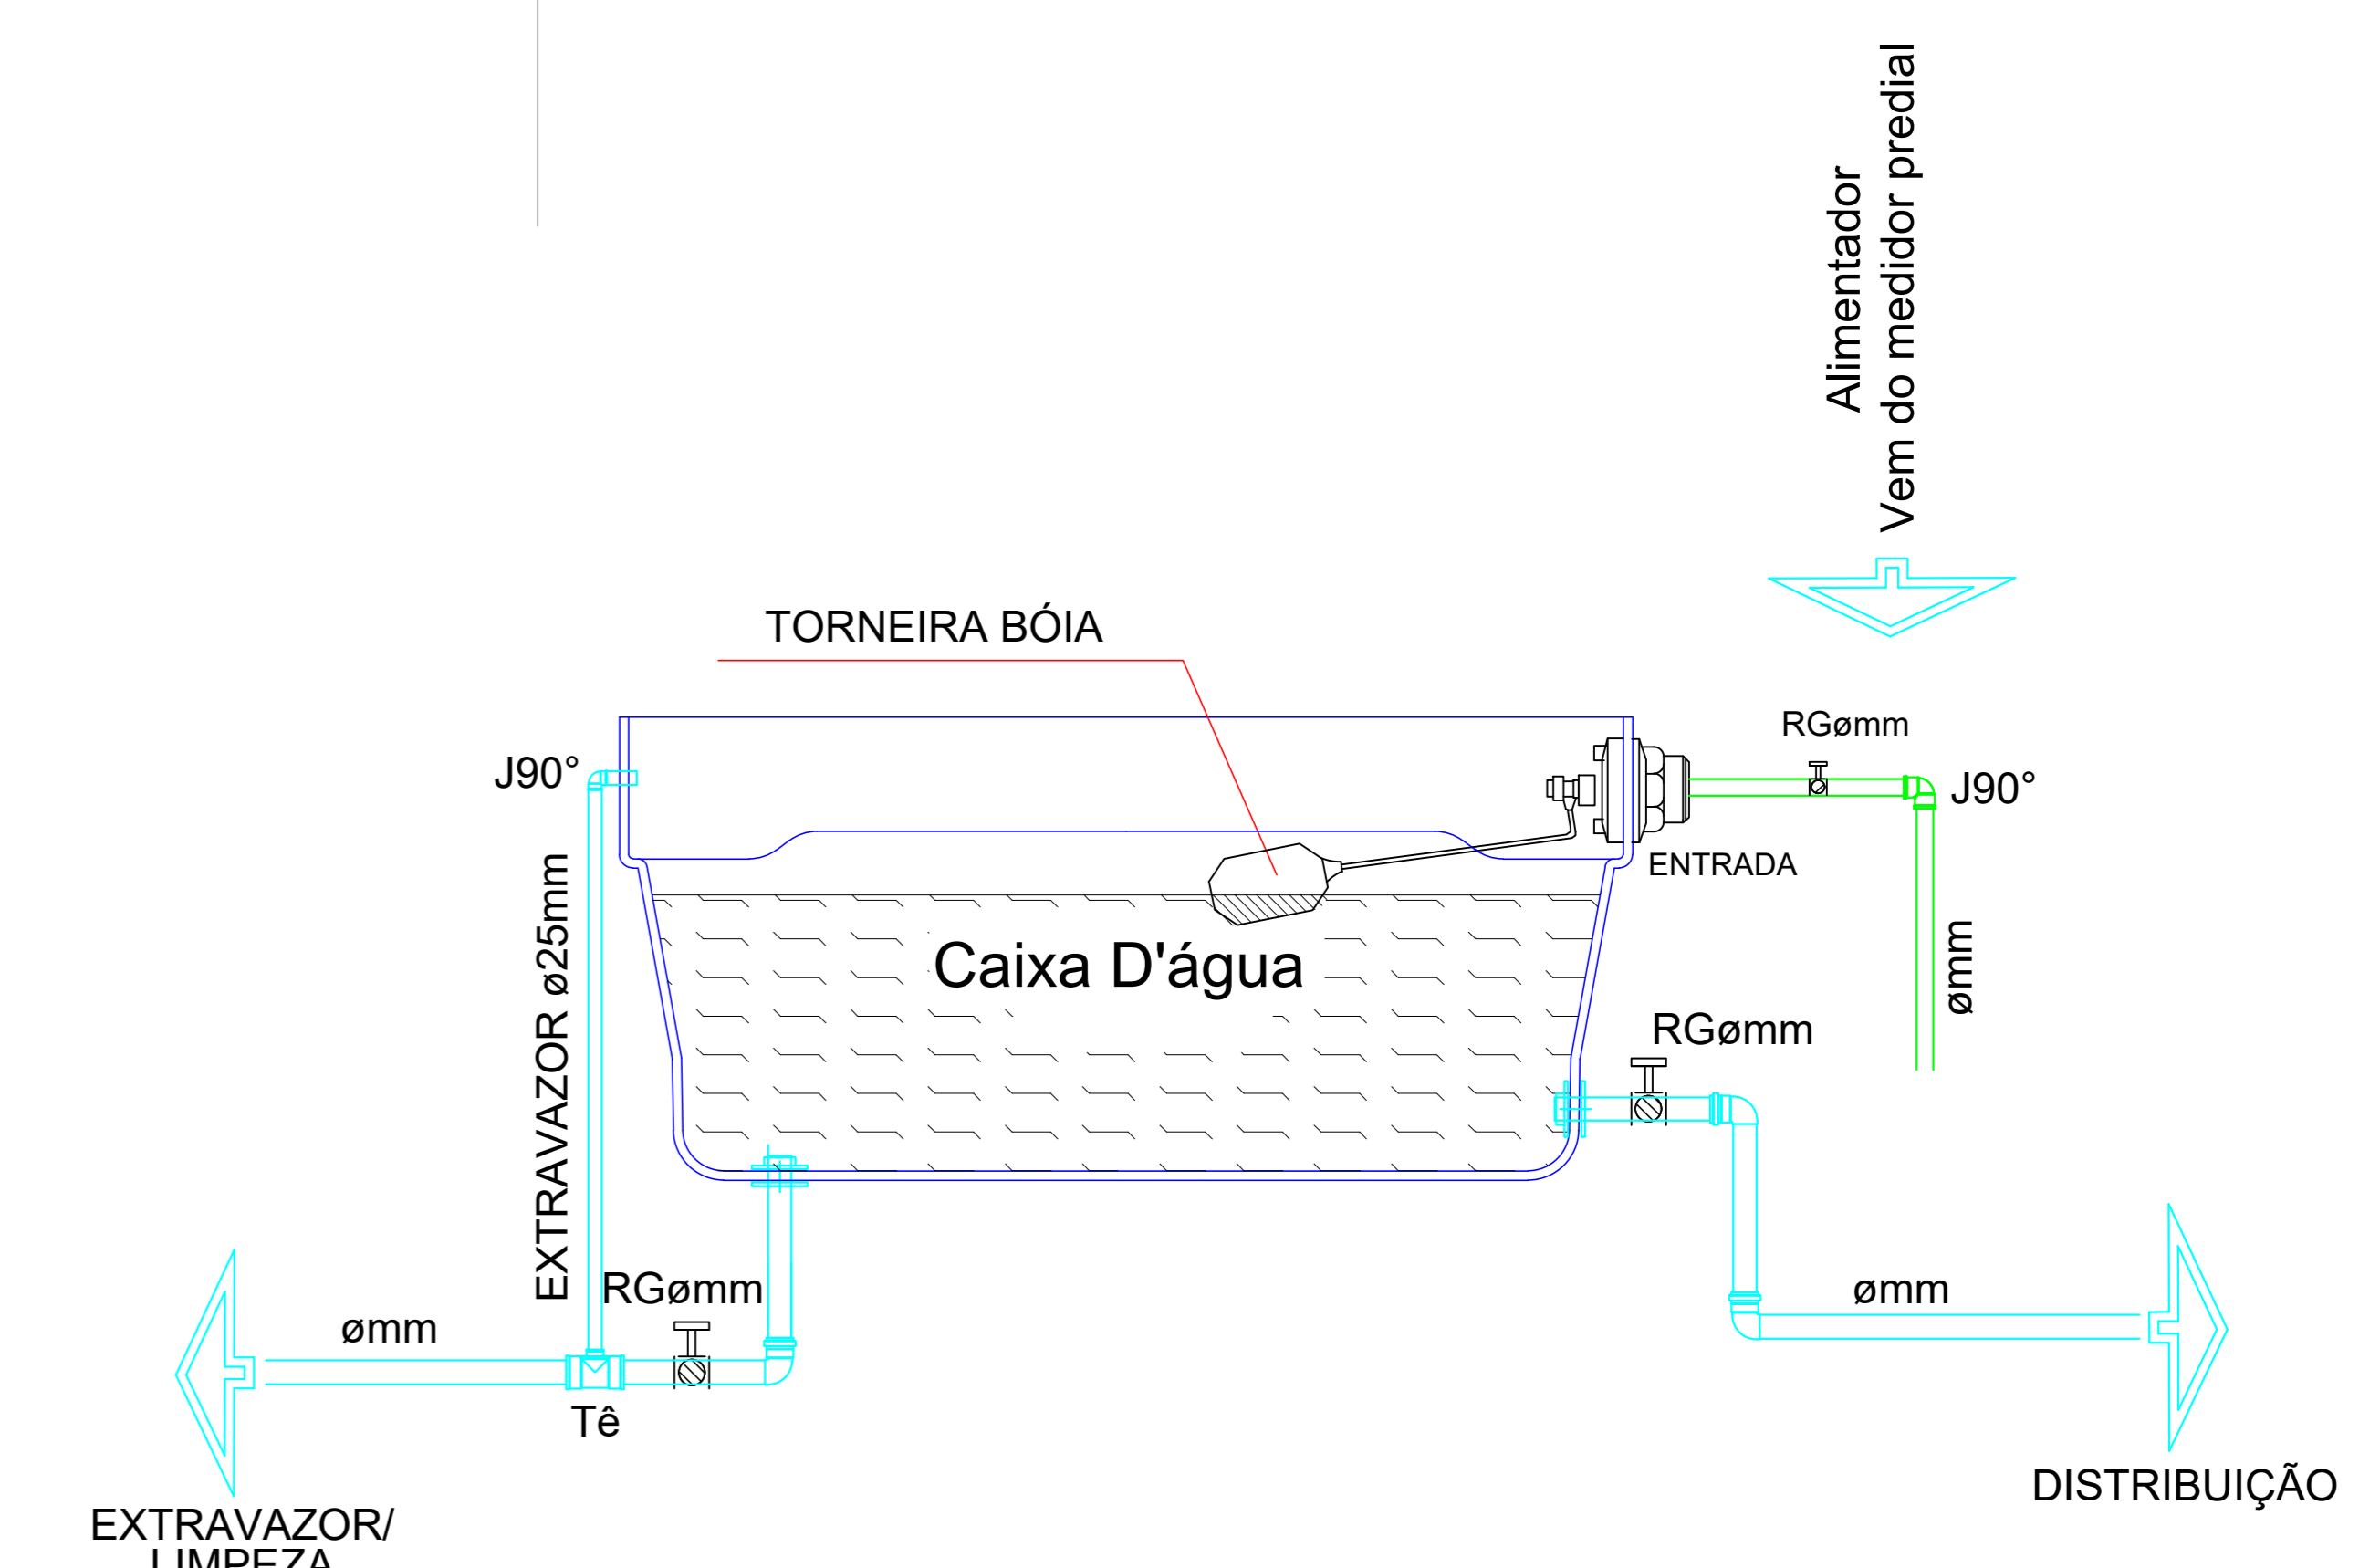 Alimentador
Vem do medidor predial
TORNEIRA BÓIA
RGømm
J90°
J90°
ENTRADA
EXTRAVAZOR ø25mm
Caixa D'água
ømm
RGømm
RGømm
ømm
ømm
Tê
DISTRIBUIÇÃO
EXTRAVAZOR/
LIMPEZA